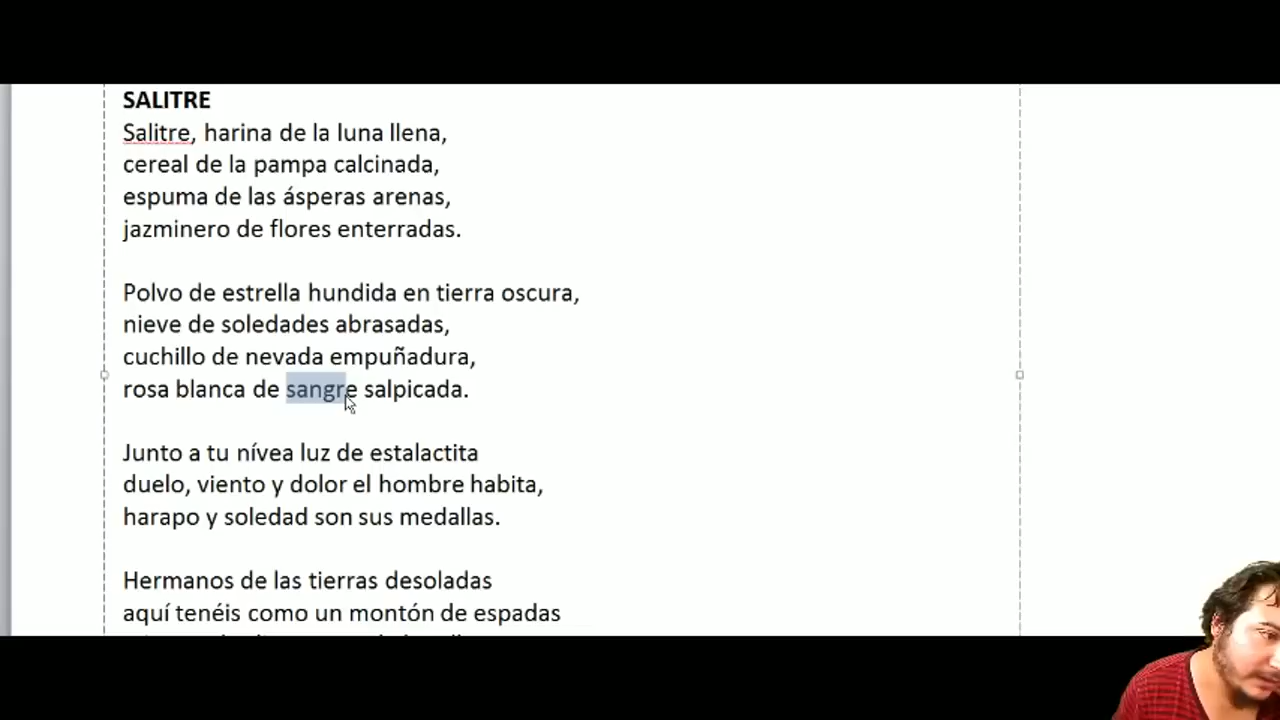 SALITRE
Salitre, harina de la luna llena,
cereal de la pampa calcinada,
espuma de las ásperas arenas,
jazminero de flores enterradas.
Polvo de estrella hundida en tierra oscura,
nieve de soledades abrasadas,
cuchillo de nevada empuñadura,
rosa blanca de sangre salpicada.
Junto a tu nívea luz de estalactita
duelo, viento y dolor el hombre habita,
harapo y soledad son sus medallas.
Hermanos de las tierras desoladas
aquí tenéis como un montón de espadas